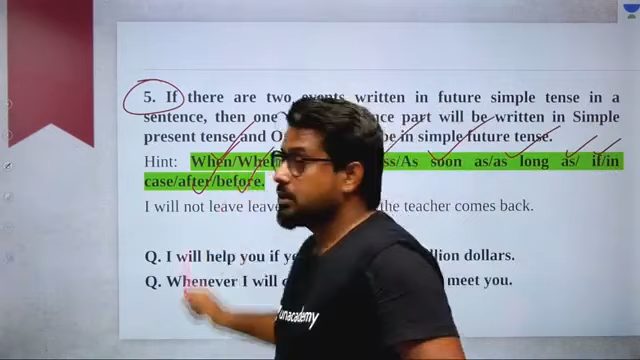 5. If there are two events written in future simple tense in a
sentence, then one part will be written in Simple
present tense and be in simple future tense.
Hint: When/ /As soon as/as long as/ if/in
case/after/before.
I will not leave the teacher comes back.
Q. I will help you if dollars.
Q. Whenever I will meet you.
unacademy